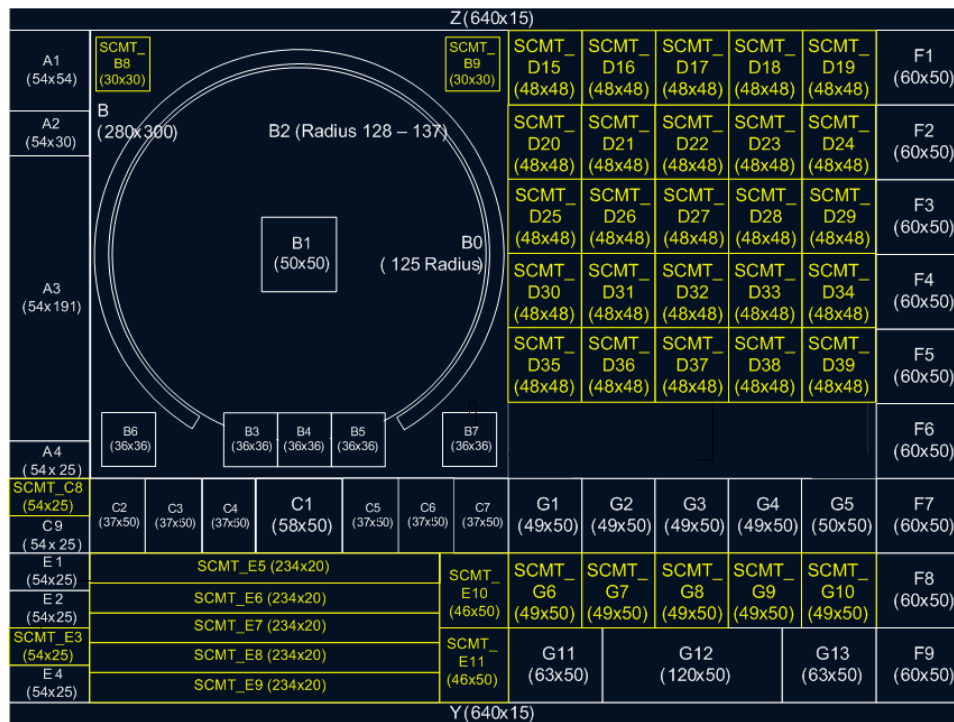 Z(640x15)
A1
(54x54)
A2
(54x30)
A3
(54x191)
A4
(54x25)
SCMT_
B8
(30x30)
SCMT_
B9
(30x30)
B
(280x300)
B2 (Radius 128 – 137)
B1
(50x50)
B0
( 125 Radius)
B6
(36x36)
B3
(36x36)
B4
(36x36)
B5
(36x36)
B7
(36x36)
SCMT_
D15
(48x48)
SCMT_
D16
(48x48)
SCMT_
D17
(48x48)
SCMT_
D18
(48x48)
SCMT_
D19
(48x48)
F1
(60x50)
SCMT_
D20
(48x48)
SCMT_
D21
(48x48)
SCMT_
D22
(48x48)
SCMT_
D23
(48x48)
SCMT_
D24
(48x48)
F2
(60x50)
SCMT_
D25
(48x48)
SCMT_
D26
(48x48)
SCMT_
D27
(48x48)
SCMT_
D28
(48x48)
SCMT_
D29
(48x48)
F3
(60x50)
SCMT_
D30
(48x48)
SCMT_
D31
(48x48)
SCMT_
D32
(48x48)
SCMT_
D33
(48x48)
SCMT_
D34
(48x48)
F4
(60x50)
SCMT_
D35
(48x48)
SCMT_
D36
(48x48)
SCMT_
D37
(48x48)
SCMT_
D38
(48x48)
SCMT_
D39
(48x48)
F5
(60x50)
F6
(60x50)
SCMT_C8
(54x25)
C9
(54x25)
C2
(37x50)
C3
(37x50)
C4
(37x50)
C1
(58x50)
C5
(37x50)
C6
(37x50)
C7
(37x50)
G1
(49x50)
G2
(49x50)
G3
(49x50)
G4
(49x50)
G5
(50x50)
F7
(60x50)
E1
(54x25)
E2
(54x25)
SCMT_E3
(54x25)
E4
(54x25)
SCMT_E5 (234x20)
SCMT_E6 (234x20)
SCMT_E7 (234x20)
SCMT_E8 (234x20)
SCMT_E9 (234x20)
SCMT_
E10
(46x50)
SCMT_
E11
(46x50)
SCMT_
G6
(49x50)
SCMT_
G7
(49x50)
SCMT_
G8
(49x50)
SCMT_
G9
(49x50)
SCMT_
G10
(49x50)
F8
(60x50)
G11
(63x50)
G12
(120x50)
G13
(63x50)
F9
(60x50)
Y(640x15)